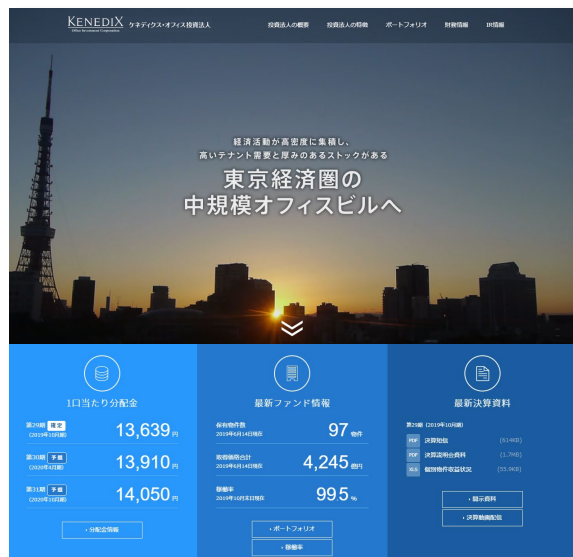 KENEDIX ケネディクス・オフィス投資法人
Office Investment Corporation
投資法人の概要 投資法人の特徴 ポートフォリオ 財務情報 IR情報
経済活動が高密度に集積し、
高いテナント需要と厚みのあるストックがある
東京経済圏の
中規模オフィスビルへ
1口当たり分配金
第29期 確定
(2019年10月期)
13,639 円
第30期 予想
(2020年4月期)
13,910 円
第31期 予想
(2020年10月期)
14,050 円
分配金情報
最新ファンド情報
保有物件数
2019年6月14日現在
97 物件
取得価格合計
2019年6月14日現在
4,245 億円
稼働率
2019年10月末日現在
99.5 %
ポートフォリオ
稼働率
最新決算資料
第29期 (2019年10月期)
PDF 決算短信 (614KB)
PDF 決算説明会資料 (1.7MB)
XLS 個別物件収益状況 (55.9KB)
開示資料
決算動画配信